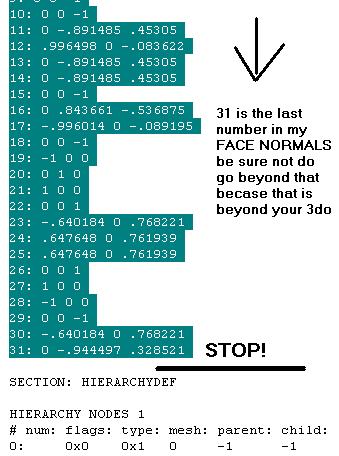 10: 0 0 -1
11: 0 -.891485 .45305
12: .996498 0 -.083622
13: 0 -.891485 .45305
14: 0 -.891485 .45305
15: 0 0 -1
16: 0 .843661 -.536875
17: -.996014 0 -.089195
18: 0 0 -1
19: -1 0 0
20: 0 1 0
21: 1 0 0
22: 0 0 1
23: -.640184 0 .768221
24: .647648 0 .761939
25: .647648 0 .761939
26: 0 0 1
27: 1 0 0
28: -1 0 0
29: 0 0 1
30: -.640184 0 .768221
31: 0 -.944497 .328521
31 is the last
number in my
FACE NORMALS
be sure not do
go beyond that
becase that is
beyond your 3do
STOP!
SECTION: HIERARCHYDEF
HIERARCHY NODES 1
# num: flags: type: mesh: parent: child:
0: 0x0 0x1 0 -1 -1